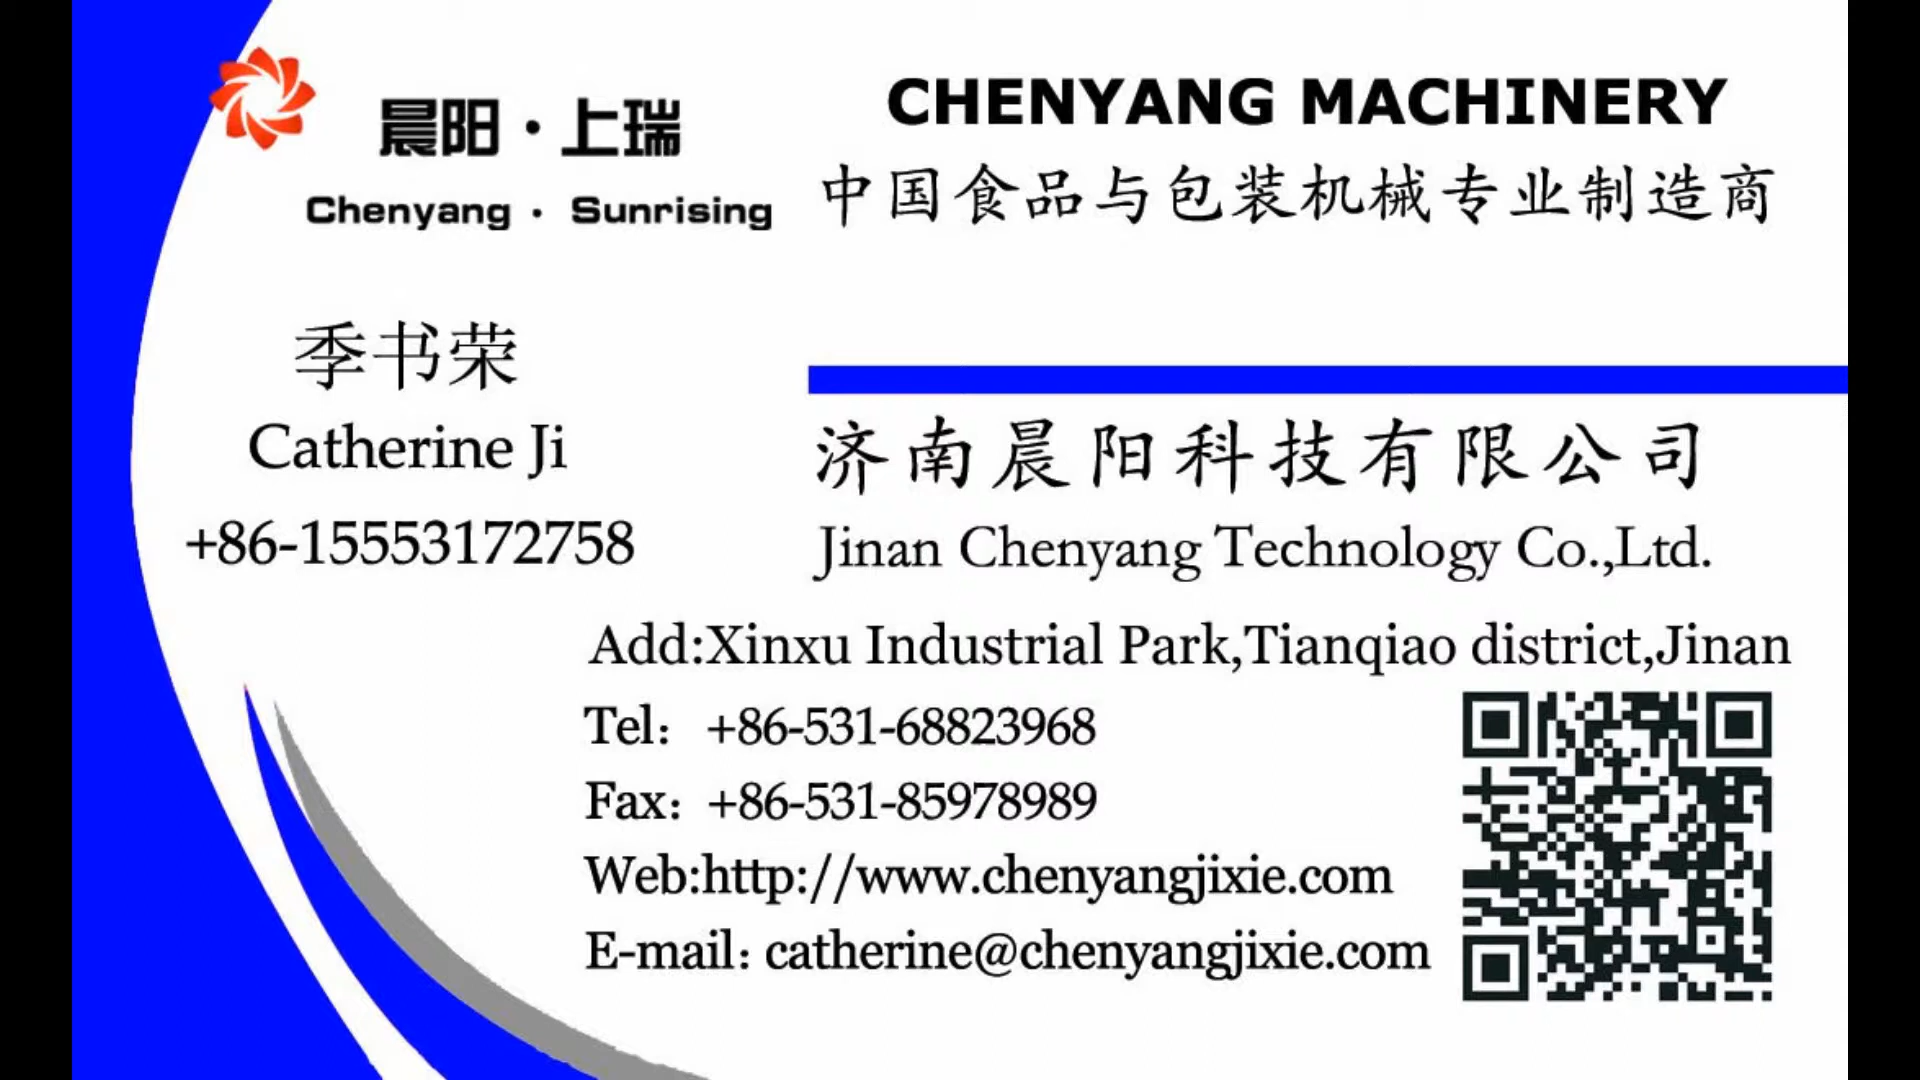 晨阳·上瑞
Chenyang · Sunrising
CHENYANG MACHINERY
中国食品与包装机械专业制造商
季书荣
Catherine Ji
+86-15553172758
济南晨阳科技有限公司
Jinan Chenyang Technology Co.,Ltd.
Add:Xinxu Industrial Park,Tianqiao district,Jinan
Tel：+86-531-68823968
Fax：+86-531-85978989
Web:http://www.chenyangjixie.com
E-mail：catherine@chenyangjixie.com